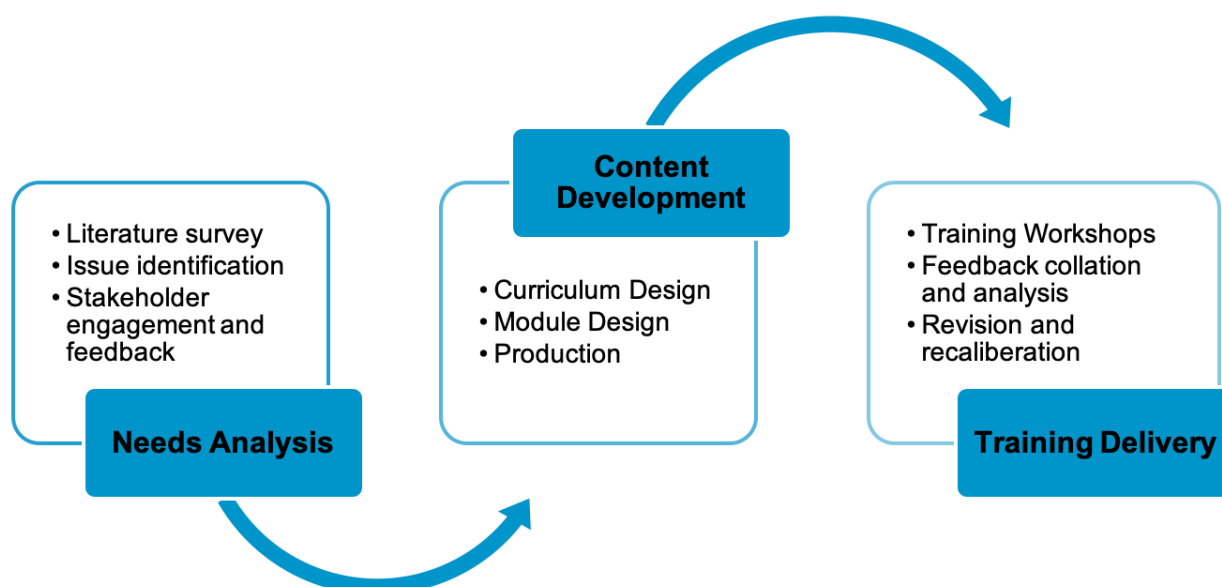 • Literature survey
• Issue identification
• Stakeholder
engagement and
feedback
Needs Analysis
Content
Development
• Curriculum Design
• Module Design
• Production
• Training Workshops
• Feedback collation
and analysis
• Revision and
recaliberation
Training Delivery